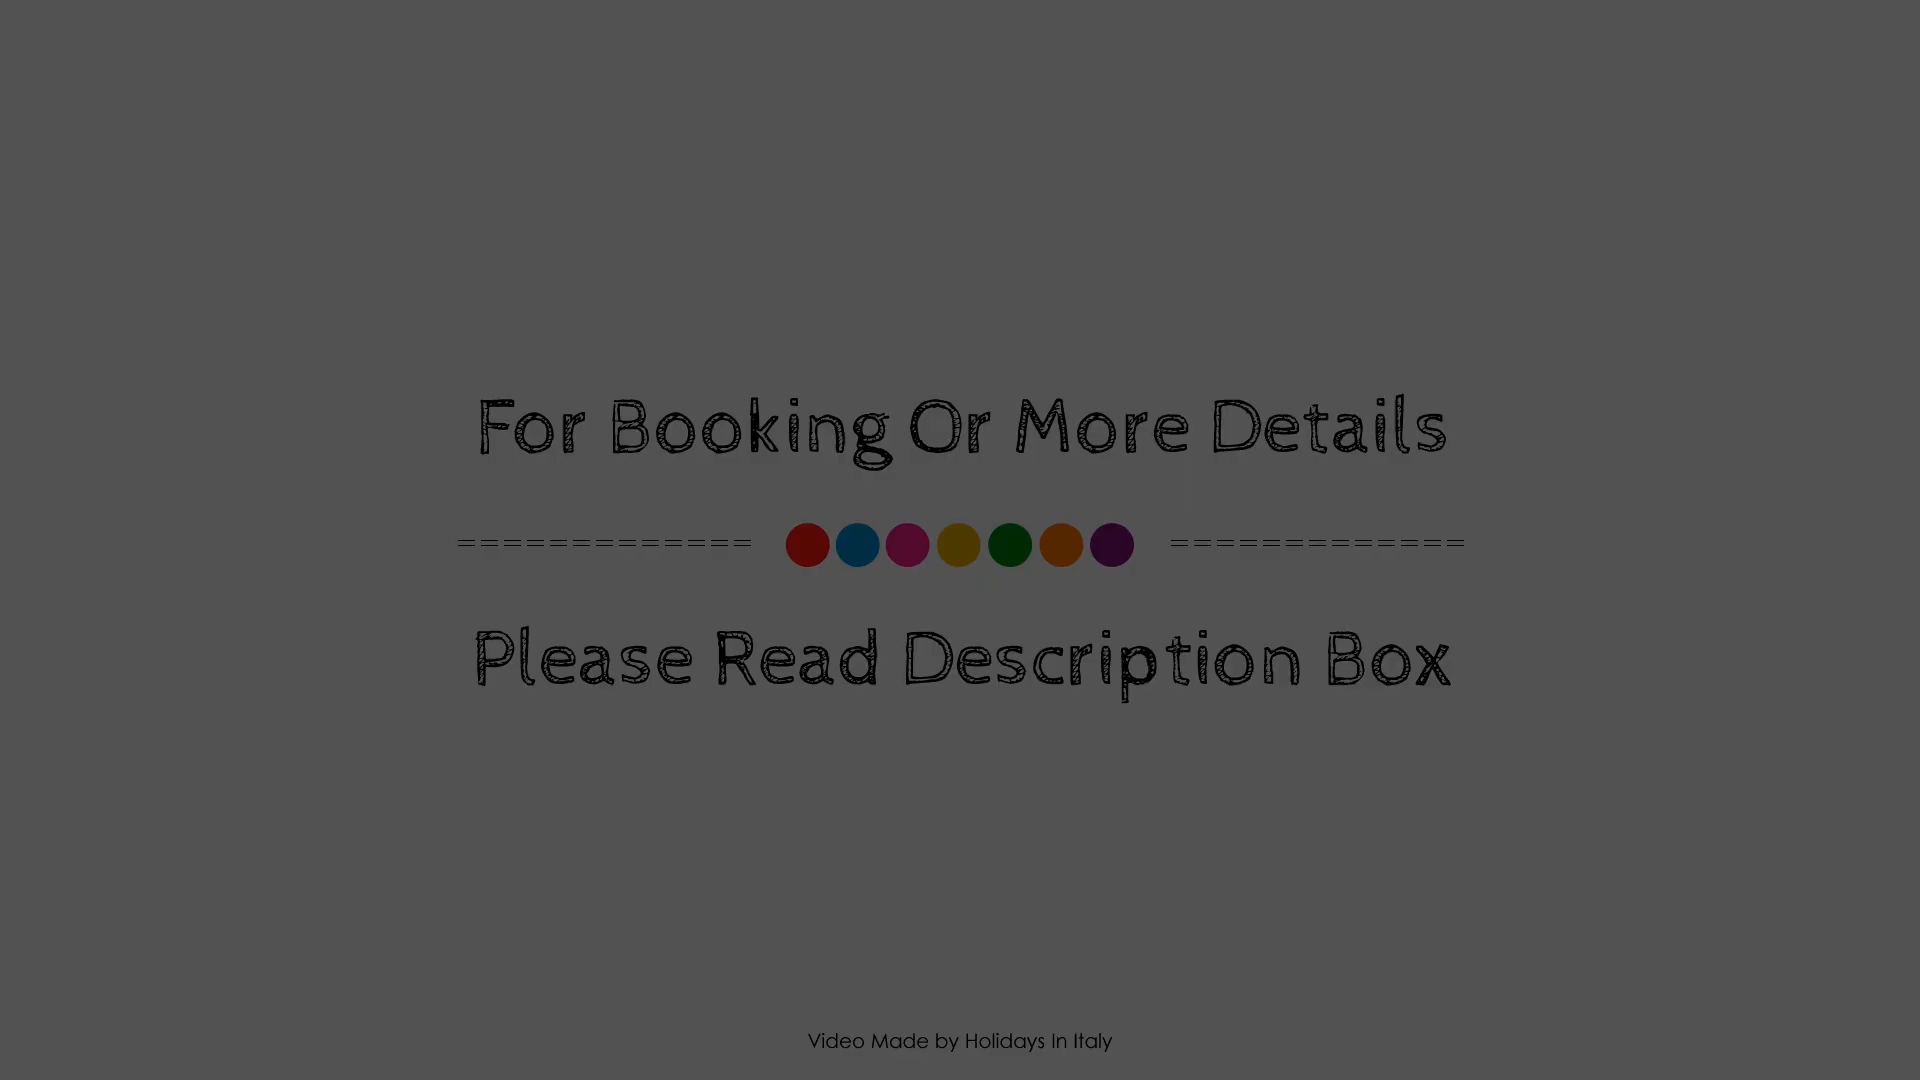 For Booking Or More Details
============= =============
Please Read Description Box
Video Made by Holidays In Italy